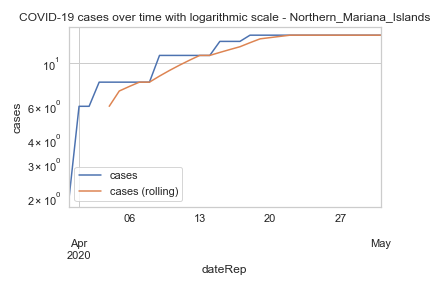 COVID-19 cases over time with logarithmic scale - Northern_Mariana_Islands
10¹
6 × 10⁰
4 × 10⁰
3 × 10⁰
2 × 10⁰
cases
cases
cases (rolling)
06 13 20 27
Apr May
2020
dateRep